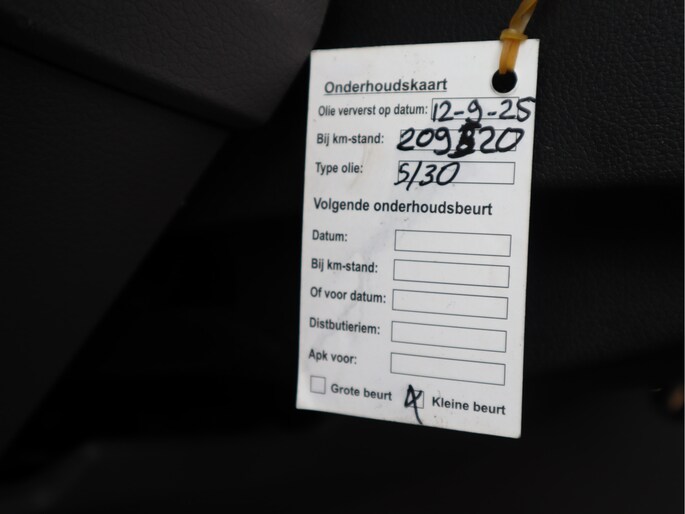 Onderhoudskaart
Olie ververst op datum: 12-9-25
Bij km-stand:
Type olie: 5/30
Volgende onderhoudsbeurt
Datum:
Bij km-stand:
Of voor datum:
Distbutieriem:
Apk voor:
Grote beurt Kleine beurt